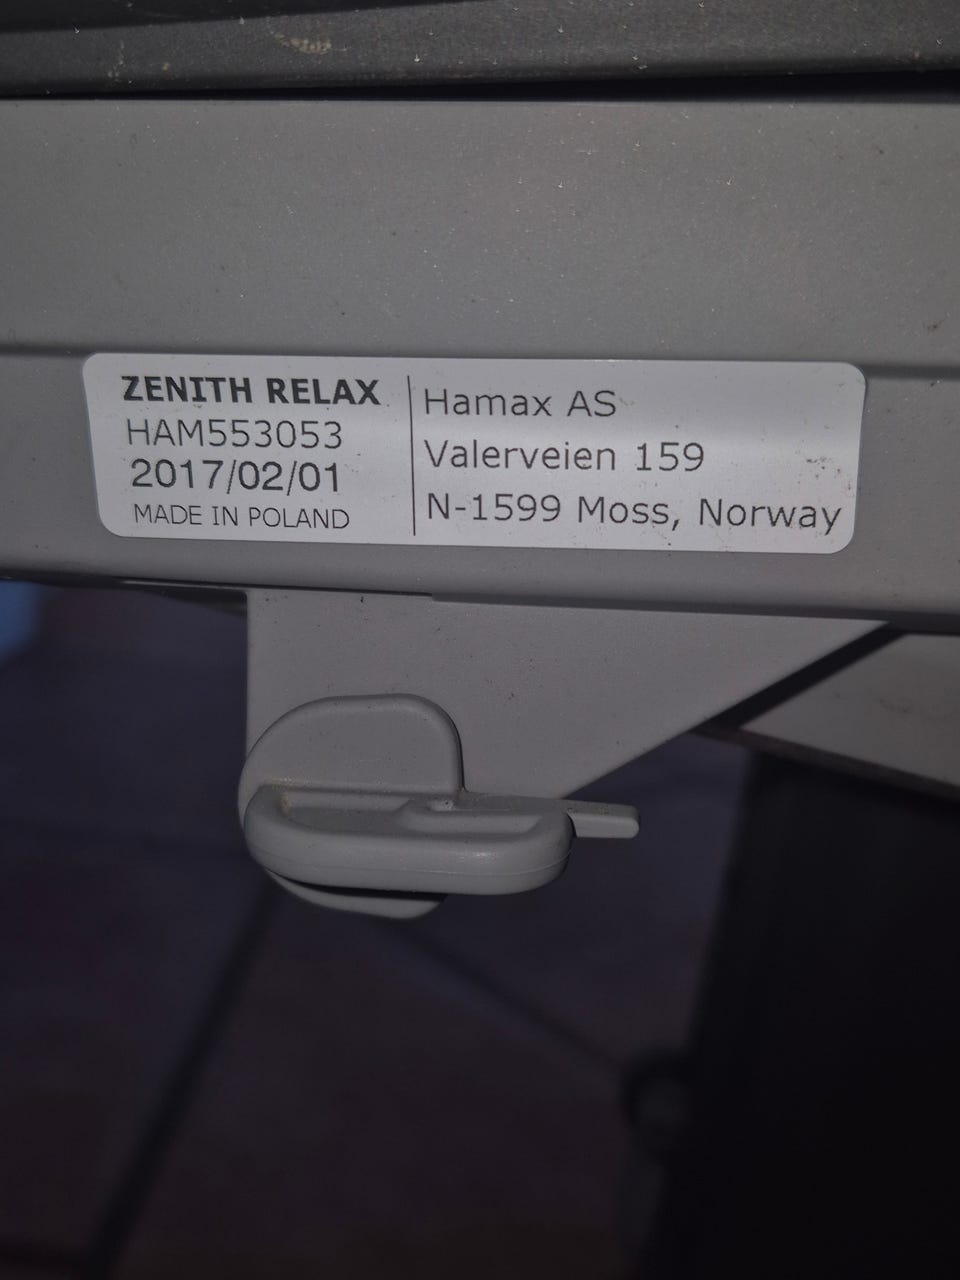 ZENITH RELAX
HAM553053
2017/02/01
MADE IN POLAND
Hamax AS
Valerveien 159
N-1599 Moss, Norway